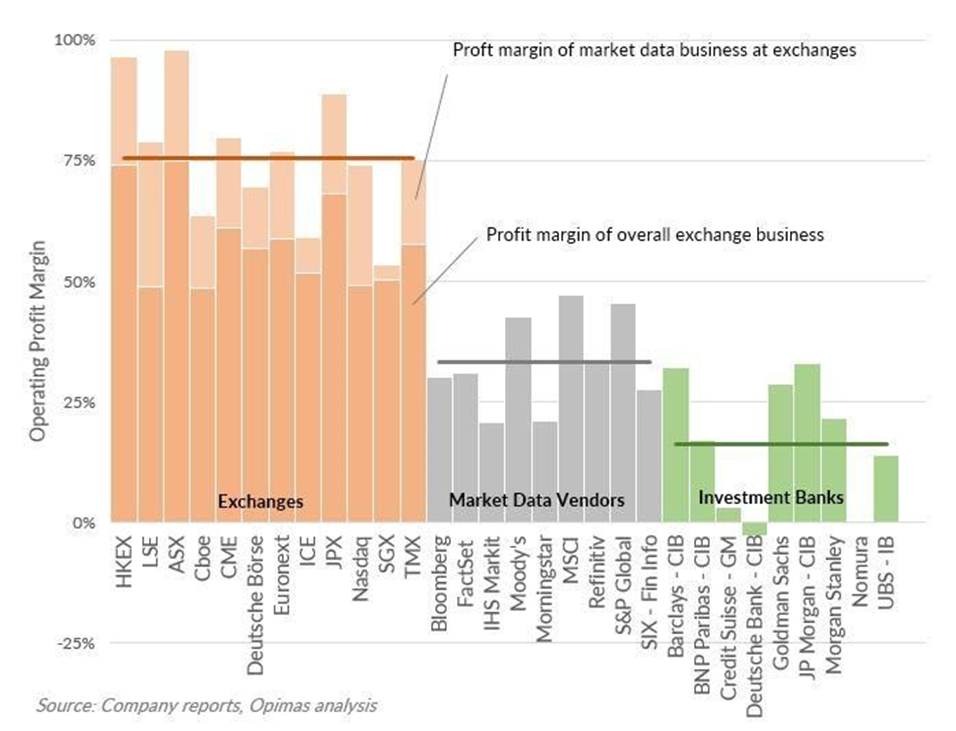 100%
Proft margin of market data business at exchanges
75%
Profit margin of overall exchange business
50%
25%
0%
-25%
Operating Profit Margin
Exchanges
Market Data Vendors
Investment Banks
HKEX
LSE
ASX
Cboe
CME
Deutsche Börse
Euronext
ICE
JPX
Nasdaq
SGX
TMX
Bloomberg
FactSet
IHS Markit
Moody's
Morningstar
MSCI
Refinitiv
S&P Global
SIX - Fin Info
Barclays - CIB
BNP Paribas - CIB
Credit Suisse - GM
Deutsche Bank - CIB
Goldman Sachs
JP Morgan - CIB
Morgan Stanley
Nomura
UBS - IB
Source: Company reports, Opimas analysis